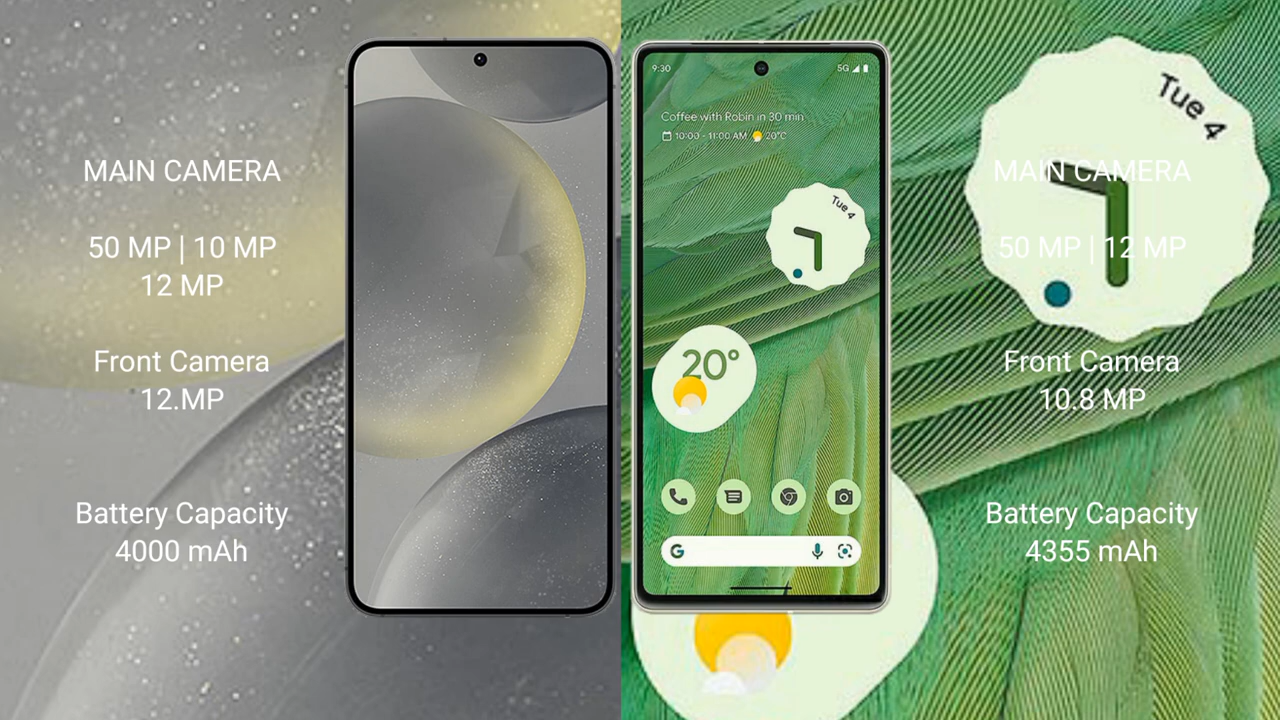 MAIN CAMERA
50 MP | 10 MP
12 MP
Front Camera
12.MP
Battery Capacity
4000 mAh
9:30
5G
Coffee with Robin in 30 min
10:00 - 11:00 AM 20°C
Tue 4
20°
G
Tue 4
MAIN CAMERA
50 MP | 12 MP
Front Camera
10.8 MP
Battery Capacity
4355 mAh